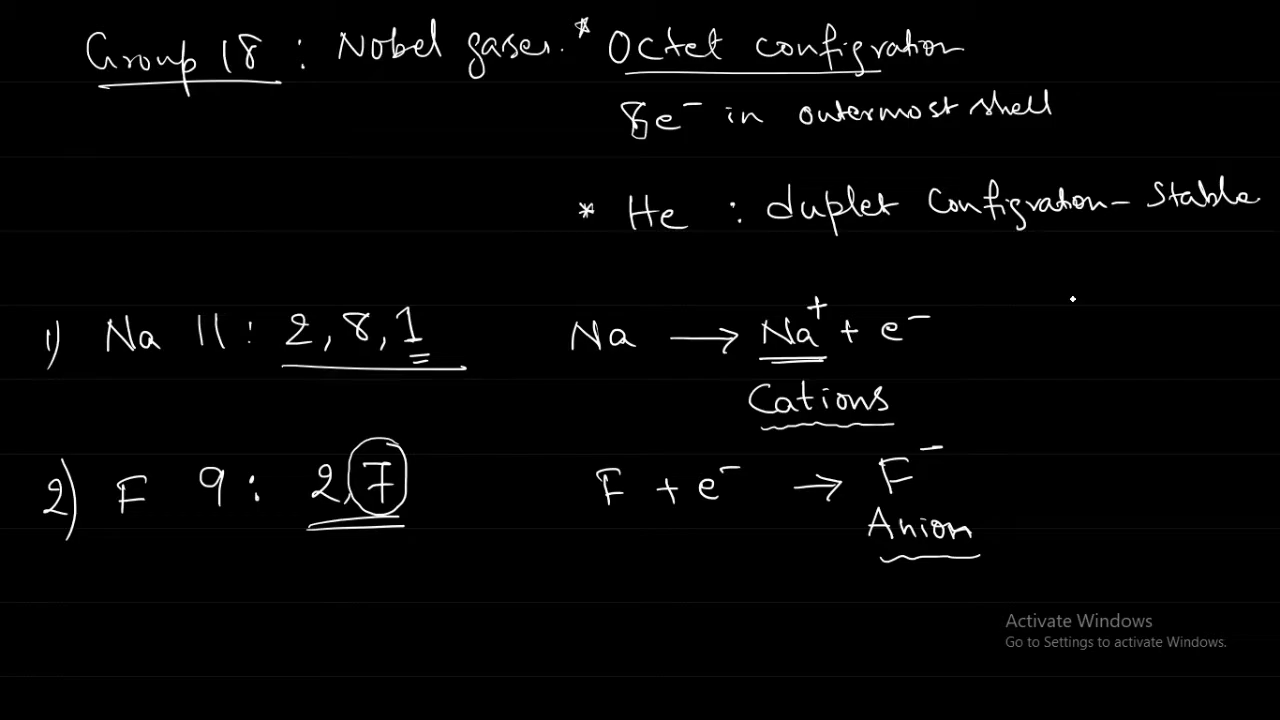 Group 18 : Nobel gases. * Octet configration
8e⁻ in outermost shell
* He : duplet configration - Stable
1) Na 11 : 2, 8, 1 Na → Na⁺ + e⁻
Cations
2) F 9 : 2, 7 F + e⁻ → F⁻
Anion
Activate Windows
Go to Settings to activate Windows.